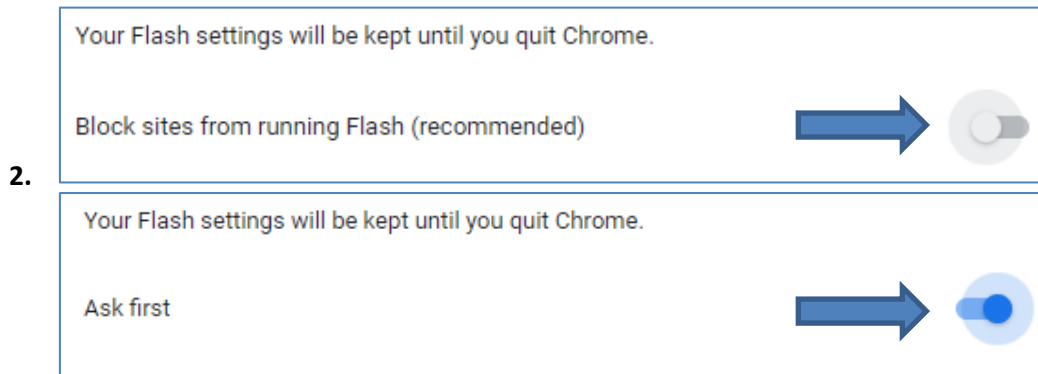 Your Flash settings will be kept until you quit Chrome.
Block sites from running Flash (recommended)
2.
Your Flash settings will be kept until you quit Chrome.
Ask first